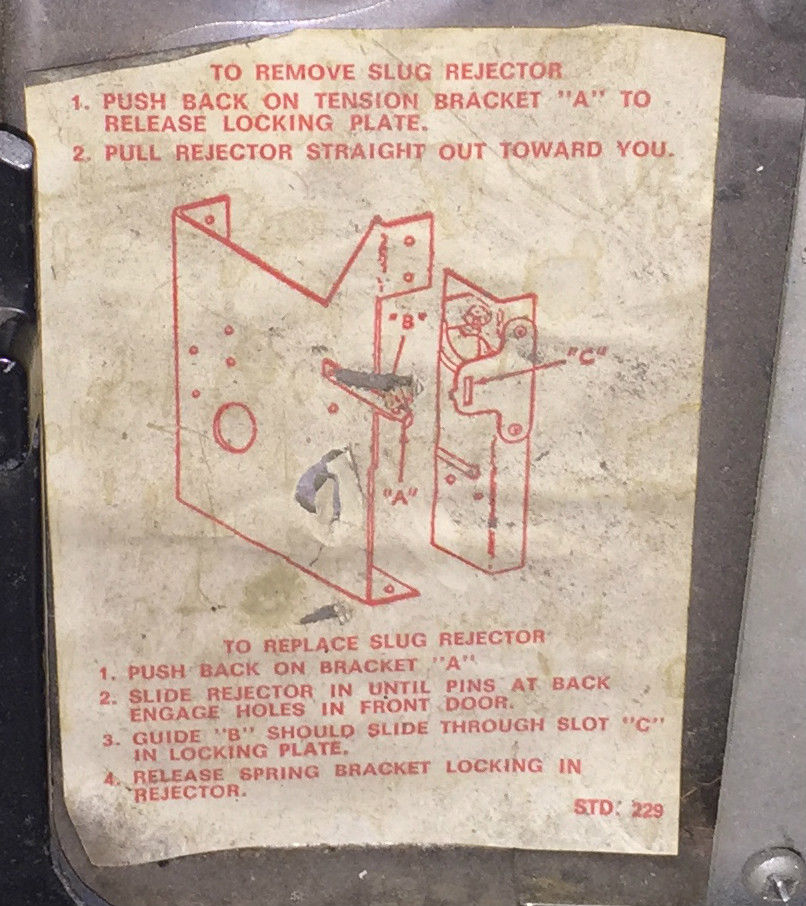 TO REMOVE SLUG REJECTOR
1. PUSH BACK ON TENSION BRACKET "A" TO
RELEASE LOCKING PLATE.
2. PULL REJECTOR STRAIGHT OUT TOWARD YOU.
"B"
"C"
"A"
TO REPLACE SLUG REJECTOR
1. PUSH BACK ON BRACKET "A"
2. SLIDE REJECTOR IN UNTIL PINS AT BACK
ENGAGE HOLES IN FRONT DOOR.
3. GUIDE "B" SHOULD SLIDE THROUGH SLOT "C"
IN LOCKING PLATE.
4. RELEASE SPRING BRACKET LOCKING IN
REJECTOR.
STD. 229